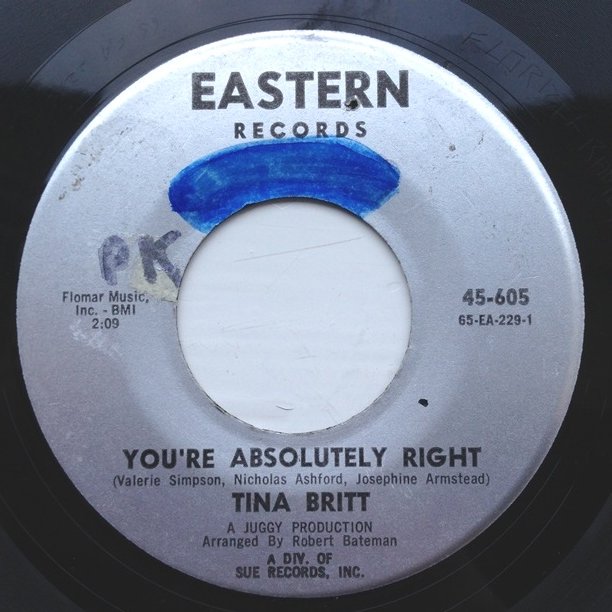 EASTERN
RECORDS
PK
Flomar Music,
Inc. - BMI
2:09
45-605
65-EA-229-1
YOU'RE ABSOLUTELY RIGHT
(Valerie Simpson, Nicholas Ashford, Josephine Armstead)
TINA BRITT
A JUGGY PRODUCTION
Arranged By Robert Bateman
A DIV. OF
SUE RECORDS, INC.